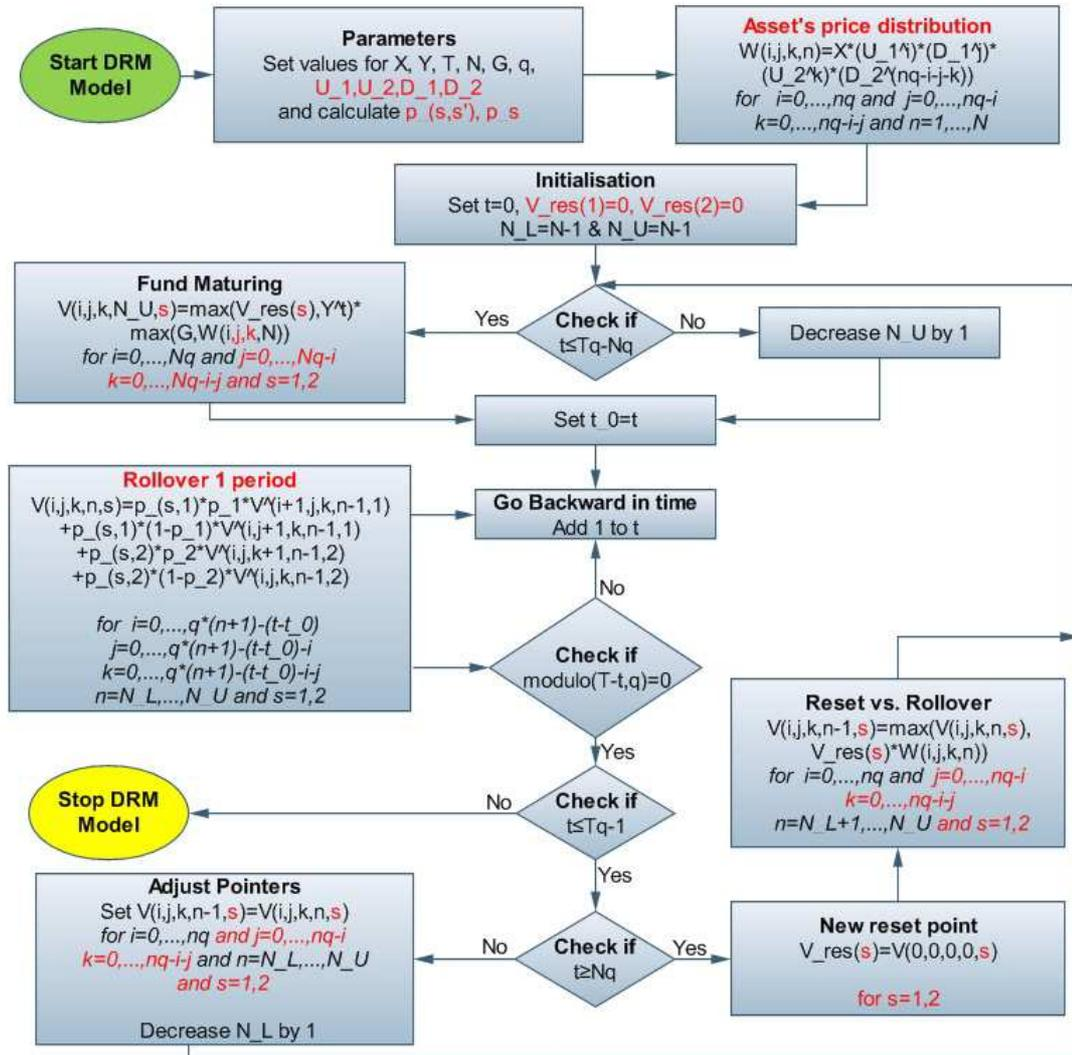 Start DRM
Model
Parameters
Set values for X, Y, T, N, G, q,
U_1,U_2,D_1,D_2
and calculate p_(s,s'), p_s
Asset's price distribution
W(i,j,k,n)=X*(U_1^i)*(D_1^j)*
(U_2^k)*(D_2^(nq-i-j-k))
for i=0,...,nq and j=0,...,nq-i
k=0,...,nq-i-j and n=1,...,N
Initialisation
Set t=0, V_res(1)=0, V_res(2)=0
N_L=N-1 & N_U=N-1
Fund Maturing
V(i,j,k,N_U,s)=max(V_res(s),Y^t)*
max(G,W(i,j,k,N))
for i=0,...,Nq and j=0,...,Nq-i
k=0,...,Nq-i-j and s=1,2
Yes
Check if
t≤Tq-Nq
No
Decrease N_U by 1
Set t_0=t
Rollover 1 period
V(i,j,k,n,s)=p_(s,1)*p_1*V^(i+1,j,k,n-1,1)
+p_(s,1)*(1-p_1)*V^(i,j+1,k,n-1,1)
+p_(s,2)*p_2*V^(i,j,k+1,n-1,2)
+p_(s,2)*(1-p_2)*V^(i,j,k,n-1,2)
for i=0,...,q*(n+1)-(t-t_0)
j=0,...,q*(n+1)-(t-t_0)-i
k=0,...,q*(n+1)-(t-t_0)-i-j
n=N_L,...,N_U and s=1,2
Go Backward in time
Add 1 to t
No
Check if
modulo(T-t,q)=0
Yes
Reset vs. Rollover
V(i,j,k,n-1,s)=max(V(i,j,k,n,s),
V_res(s)*W(i,j,k,n))
for i=0,...,nq and j=0,...,nq-i
k=0,...,nq-i-j
n=N_L+1,...,N_U and s=1,2
Stop DRM
Model
No
Check if
t≤Tq-1
Yes
Adjust Pointers
Set V(i,j,k,n-1,s)=V(i,j,k,n,s)
for i=0,...,nq and j=0,...,nq-i
k=0,...,nq-i-j and n=N_L,...,N_U
and s=1,2
Decrease N_L by 1
No
Check if
t≥Nq
Yes
New reset point
V_res(s)=V(0,0,0,0,s)
for s=1,2